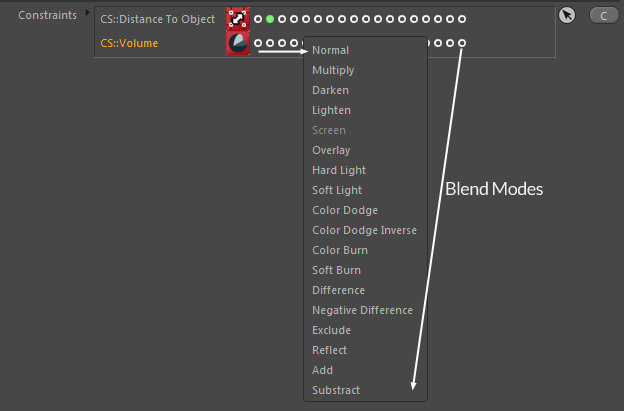 Constraints
CS::Distance To Object
C
CS::Volume
Normal
Multiply
Darken
Lighten
Screen
Overlay
Hard Light
Soft Light
Blend Modes
Color Dodge
Color Dodge Inverse
Color Burn
Soft Burn
Difference
Negative Difference
Exclude
Reflect
Add
Substract